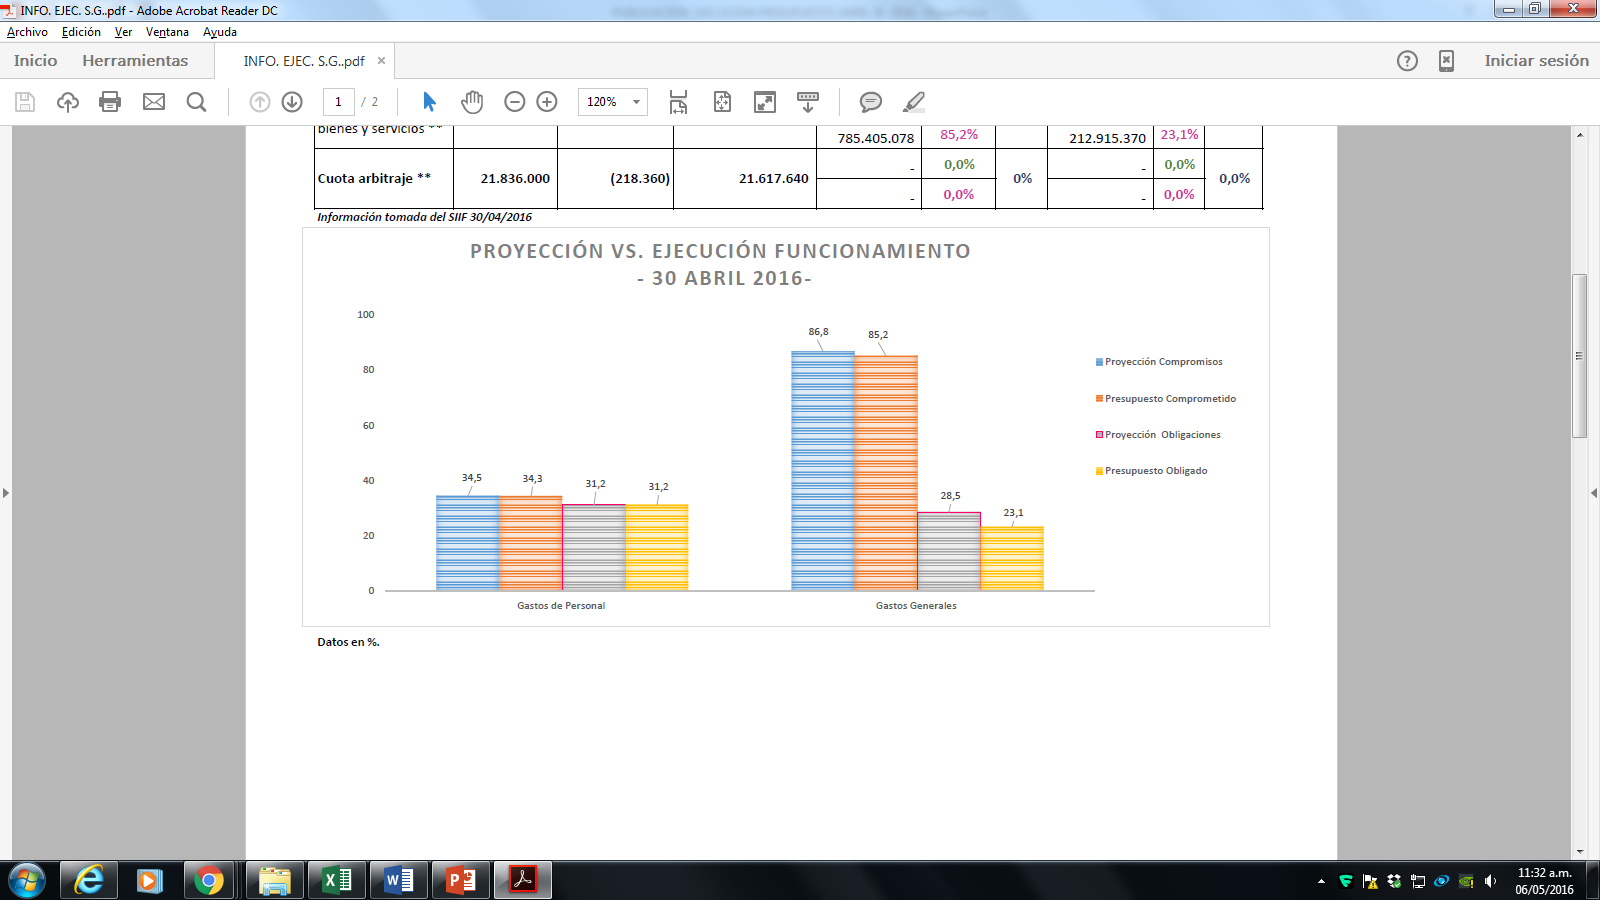 INFO. EJEC. S.G..pdf - Adobe Acrobat Reader DC
Archivo Edición Ver Ventana Ayuda
Inicio Herramientas INFO. EJEC. S.G..pdf × Iniciar sesión
1 / 2 120%
bienes y servicios ** 785.405.078 85,2% 212.915.370 23,1%
Cuota arbitraje ** 21.836.000 (218.360) 21.617.640 - 0,0% 0% - 0,0% 0,0%
- 0,0% - 0,0%
Información tomada del SIIF 30/04/2016
PROYECCIÓN VS. EJECUCIÓN FUNCIONAMIENTO
- 30 ABRIL 2016-
100
80
60
40
20
0
34,5 34,3 31,2 31,2
86,8 85,2 28,5 23,1
Gastos de Personal Gastos Generales
Proyección Compromisos
Presupuesto Comprometido
Proyección Obligaciones
Presupuesto Obligado
Datos en %.
11:32 a.m.
06/05/2016